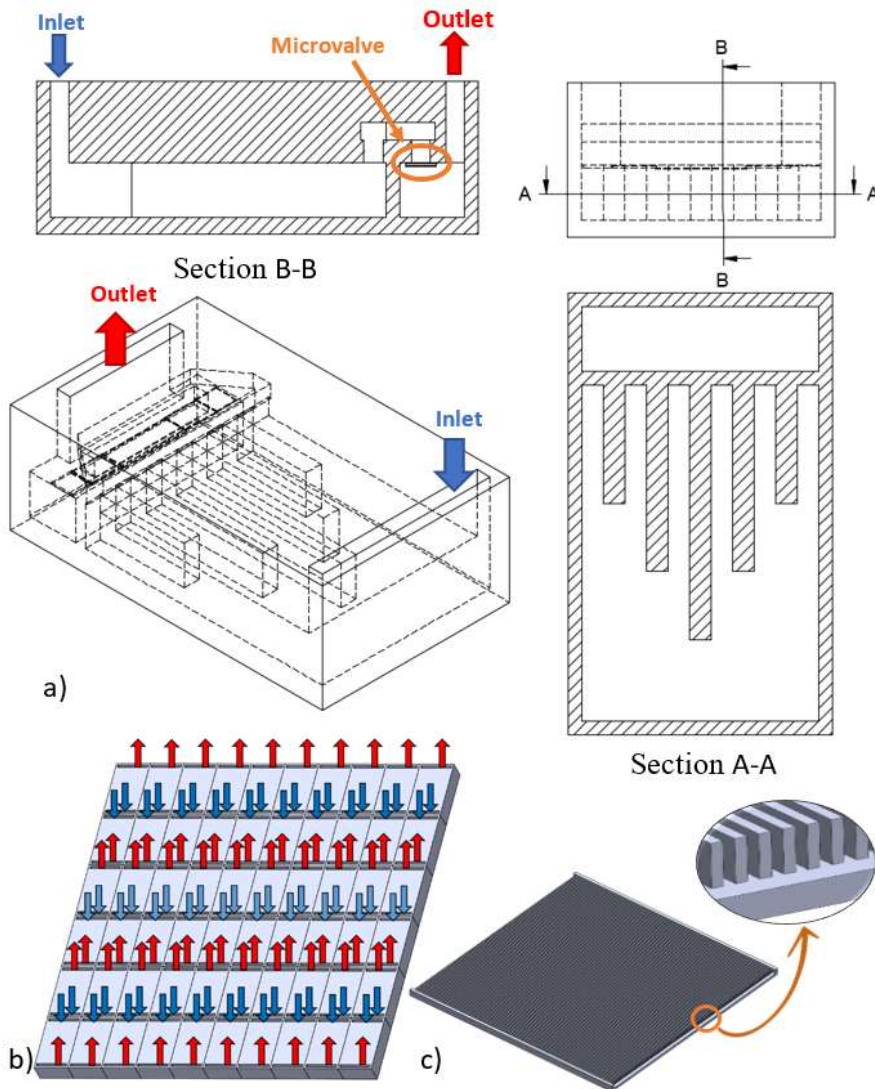 Inlet
Outlet
Microvalve
B
A
A
B
Section B-B
Outlet
Inlet
a)
Section A-A
b)
c)